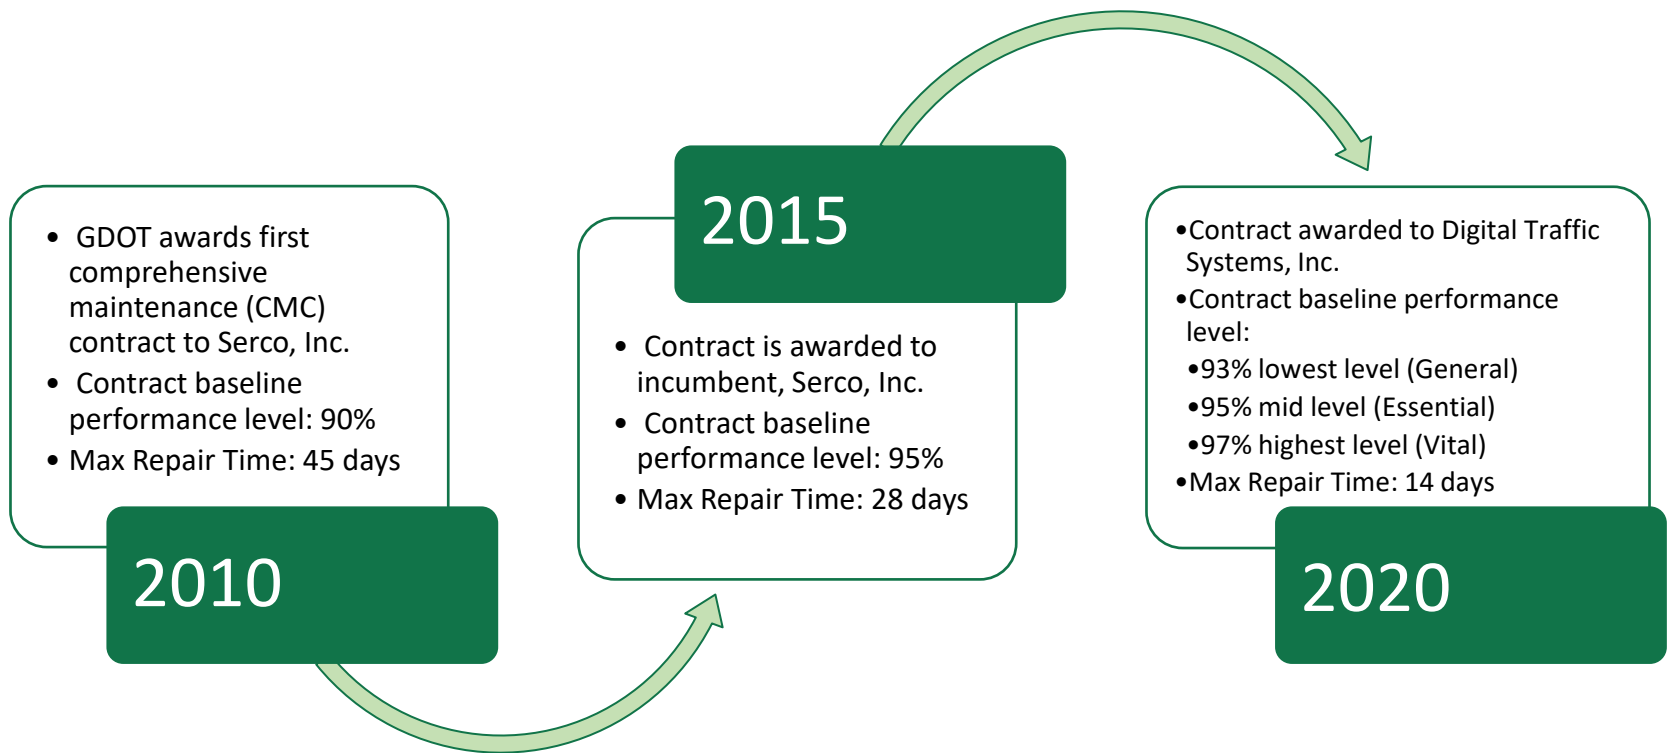 • GDOT awards first
comprehensive
maintenance (CMC)
contract to Serco, Inc.
• Contract baseline
performance level: 90%
• Max Repair Time: 45 days
2010
2015
• Contract is awarded to
incumbent, Serco, Inc.
• Contract baseline
performance level: 95%
• Max Repair Time: 28 days
•Contract awarded to Digital Traffic
Systems, Inc.
•Contract baseline performance
level:
•93% lowest level (General)
•95% mid level (Essential)
•97% highest level (Vital)
•Max Repair Time: 14 days
2020